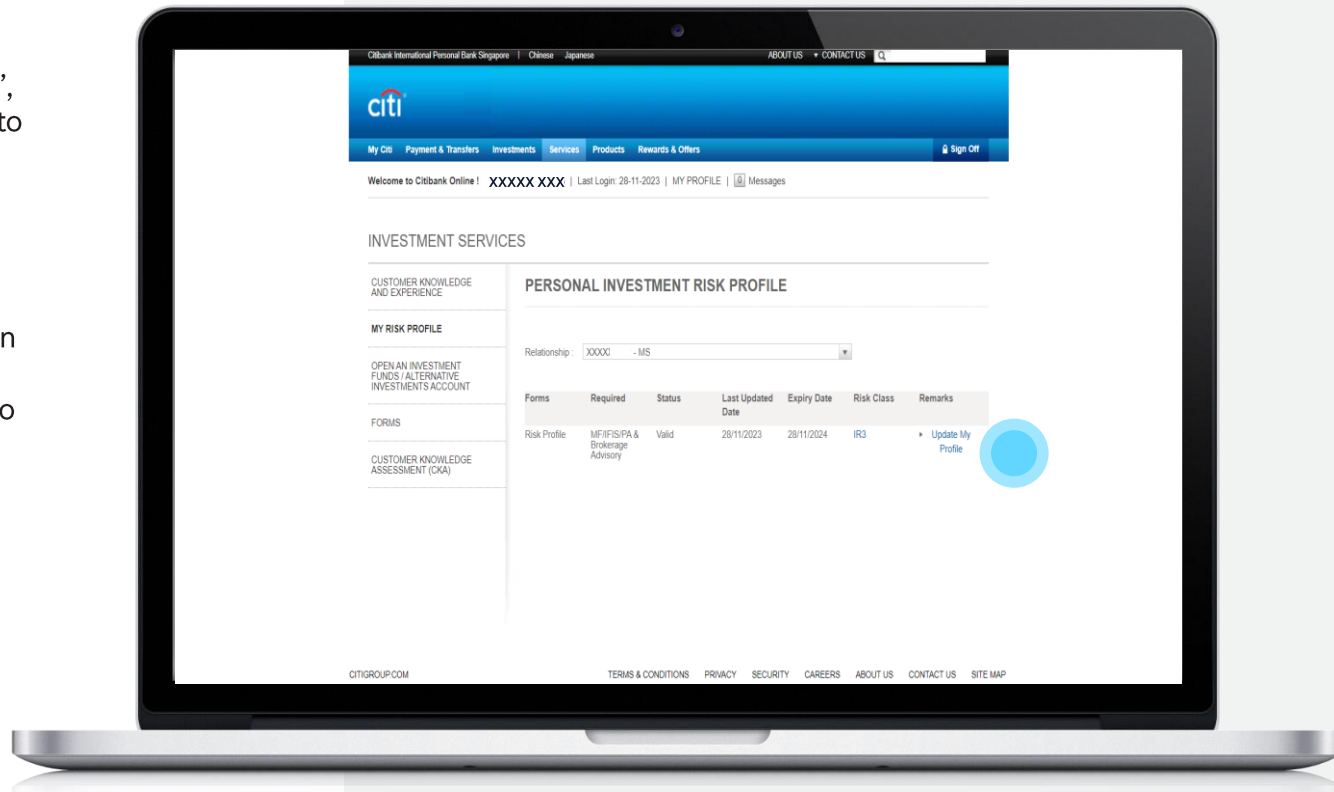 ”,
to
n
o
Citibank International Personal Bank Singapore | Chinese Japanese ABOUT US ▾ CONTACT US
citi
My Citi Payment & Transfers Investments Services Products Rewards & Offers Sign Off
Welcome to Citibank Online ! XXXXX XXX | Last Login: 28-11-2023 | MY PROFILE | 0 Messages
INVESTMENT SERVICES
CUSTOMER KNOWLEDGE
AND EXPERIENCE
MY RISK PROFILE
OPEN AN INVESTMENT
FUNDS / ALTERNATIVE
INVESTMENTS ACCOUNT
FORMS
CUSTOMER KNOWLEDGE
ASSESSMENT (CKA)
PERSONAL INVESTMENT RISK PROFILE
Relationship : XXXX - MS
Forms Required Status Last Updated Expiry Date Risk Class Remarks
Date
Risk Profile MF/IFIS/PA & Valid 28/11/2023 28/11/2024 IR3 Update My
Brokerage Profile
Advisory
CITIGROUP.COM TERMS & CONDITIONS PRIVACY SECURITY CAREERS ABOUT US CONTACT US SITE MAP